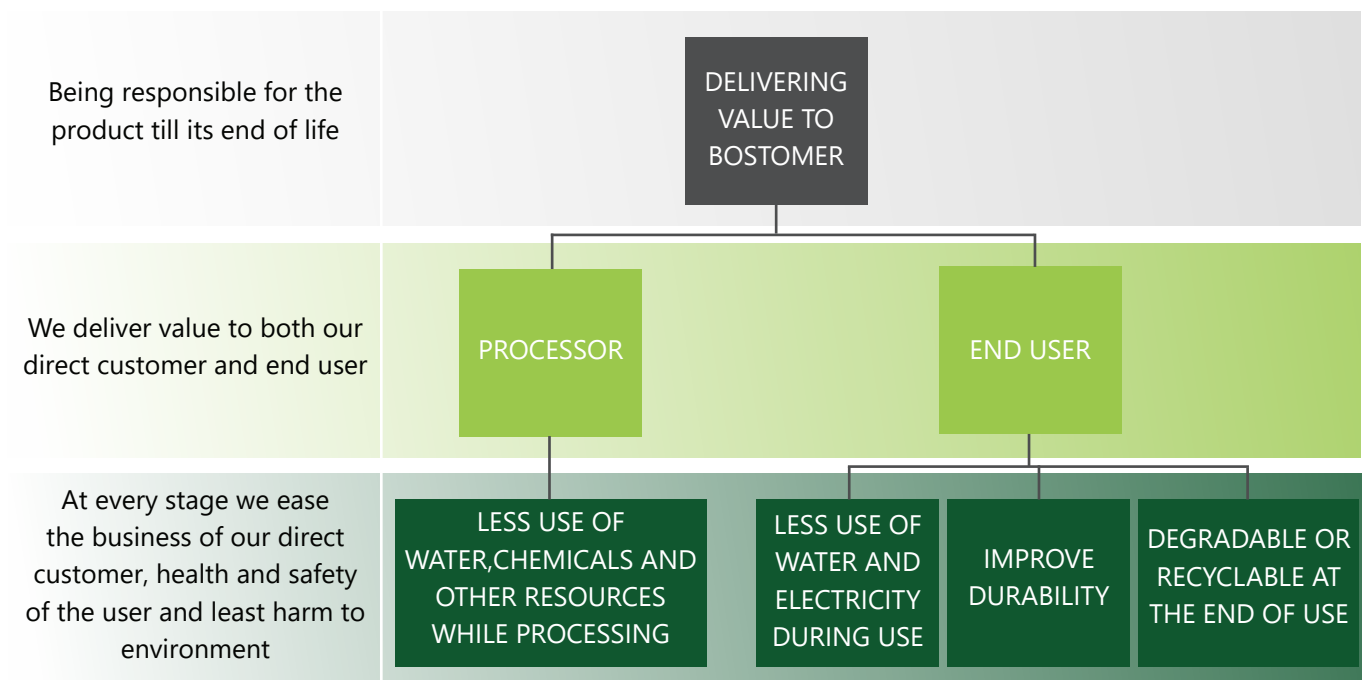 Being responsible for the
product till its end of life
DELIVERING
VALUE TO
BOSTOMER
We deliver value to both our
direct customer and end user
PROCESSOR
END USER
At every stage we ease
the business of our direct
customer, health and safety
of the user and least harm to
environment
LESS USE OF
WATER,CHEMICALS AND
OTHER RESOURCES
WHILE PROCESSING
LESS USE OF
WATER AND
ELECTRICITY
DURING USE
IMPROVE
DURABILITY
DEGRADABLE OR
RECYCLABLE AT
THE END OF USE